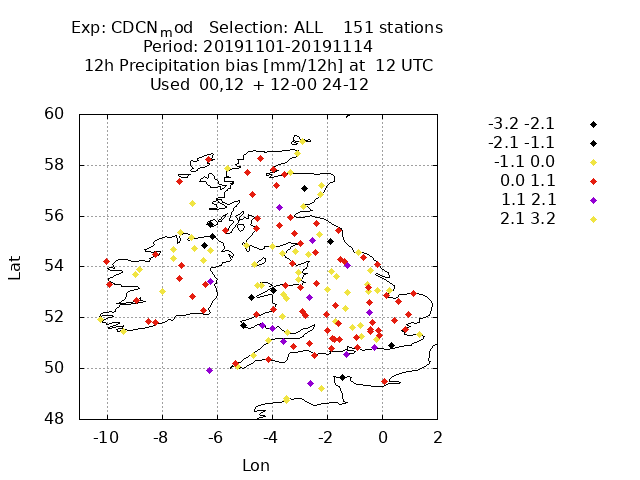 Exp: CDCNmod   Selection: ALL    151 stations
Period: 20191101-20191114
12h Precipitation bias [mm/12h] at  12 UTC
Used 00,12  + 12-00 24-12
60
58
56
54
52
50
48
-10 -8 -6 -4 -2 0 2
Lat
Lon
-3.2 -2.1
-2.1 -1.1
-1.1 0.0
0.0 1.1
1.1 2.1
2.1 3.2